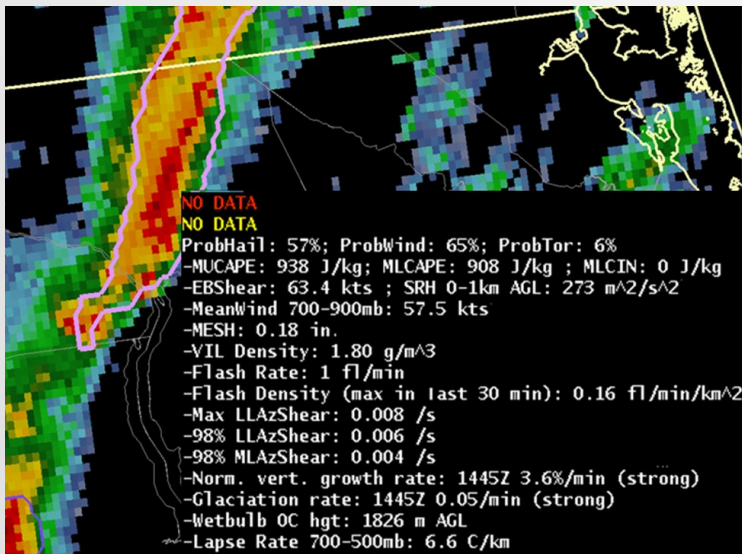 NO DATA
NO DATA
ProbHail: 57%; ProbWind: 65%; ProbTor: 6%
-MUCAPE: 938 J/kg; MLCAPE: 908 J/kg ; MLCIN: 0 J/kg
-EBShear: 63.4 kts ; SRH 0-1km AGL: 273 m^2/s^2
-MeanWind 700-900mb: 57.5 kts
-MESH: 0.18 in.
-VIL Density: 1.80 g/m^3
-Flash Rate: 1 fl/min
-Flash Density (max in last 30 min): 0.16 fl/min/km^2
-Max LLAzShear: 0.008 /s
-98% LLAzShear: 0.006 /s
-98% MLAzShear: 0.004 /s
-Norm. vert. growth rate: 1445Z 3.6%/min (strong)
-Glaciation rate: 1445Z 0.05/min (strong)
-Wetbulb 0C hgt: 1826 m AGL
-Lapse Rate 700-500mb: 6.6 C/km